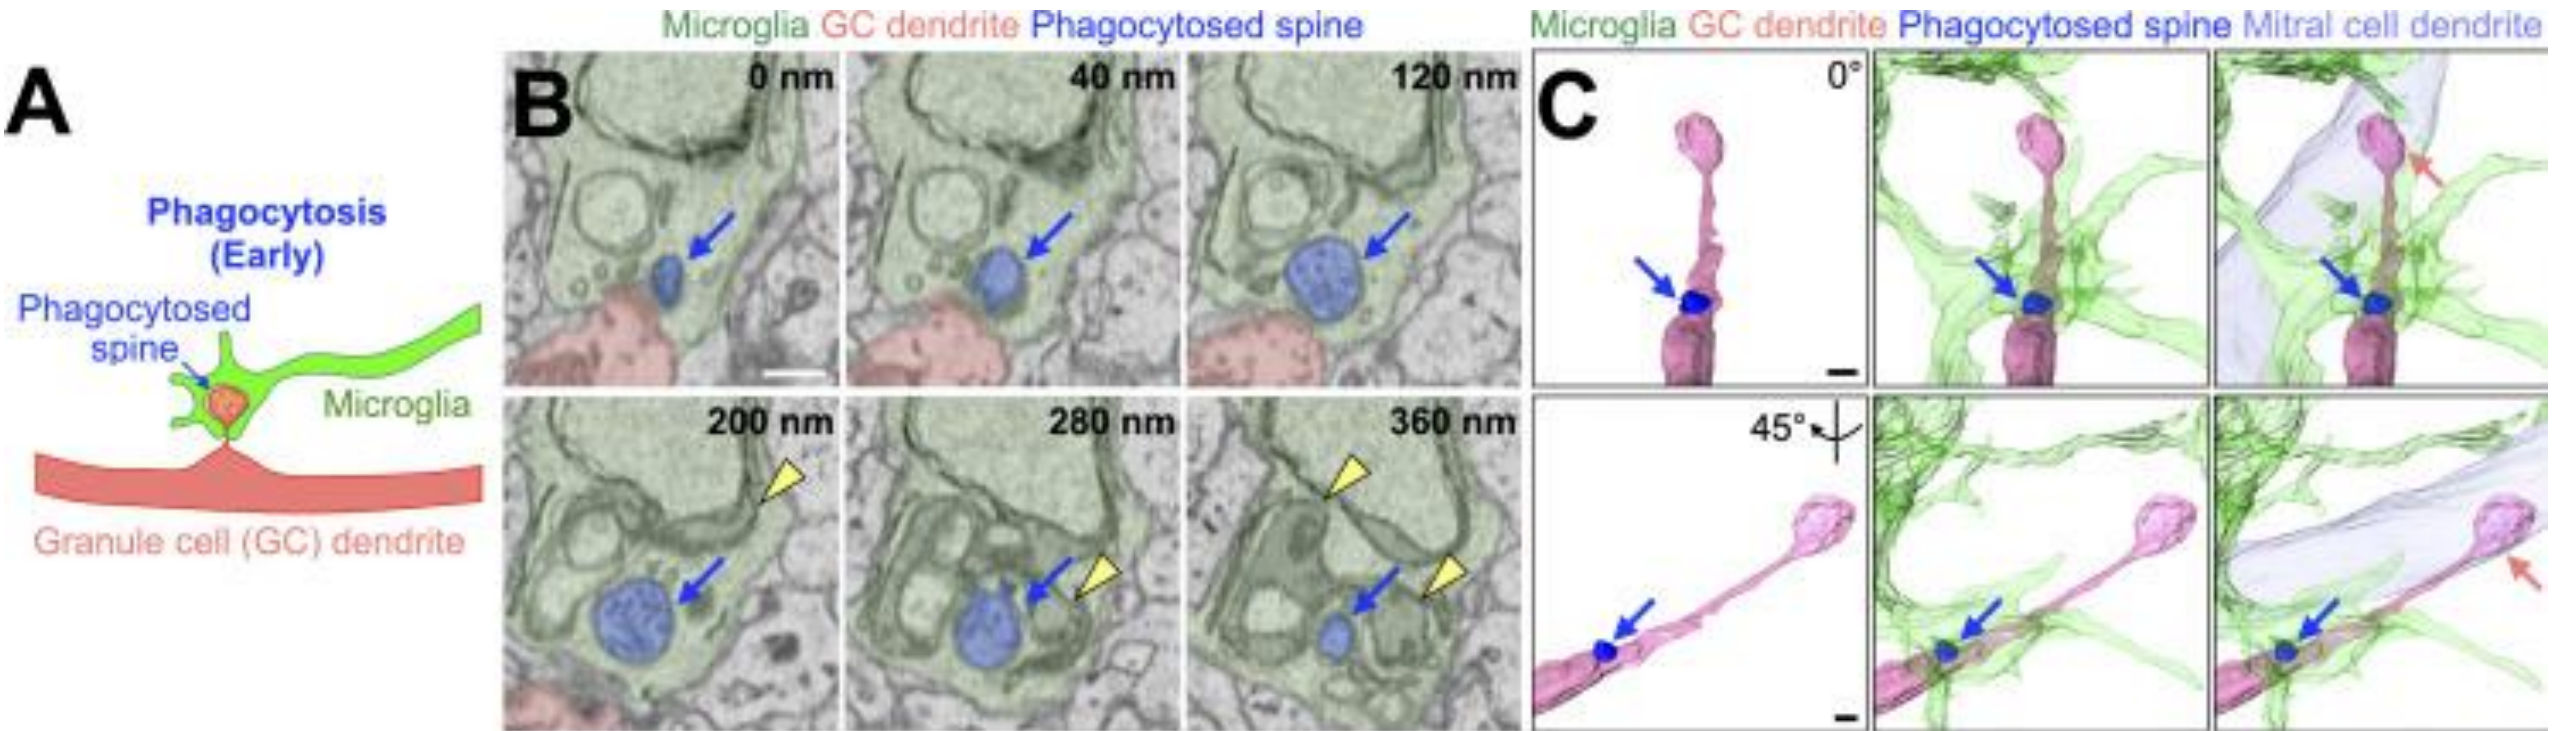 A
Phagocytosis
(Early)
Phagocytosed
spine
Microglia
Granule cell (GC) dendrite
Microglia GC dendrite Phagocytosed spine
B
0 nm
40 nm
120 nm
200 nm
280 nm
360 nm
Microglia GC dendrite Phagocytosed spine Mitral cell dendrite
C
0°
45°